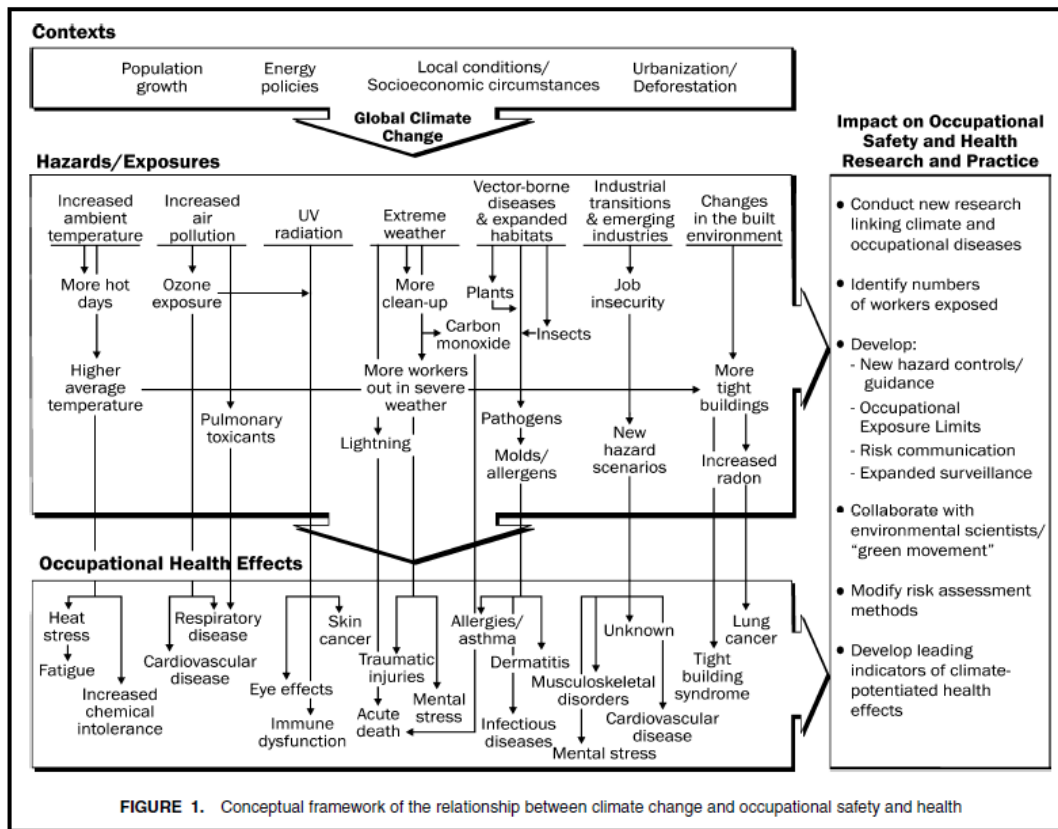 Contexts
Population
growth
Energy
policies
Local conditions/
Socioeconomic circumstances
Urbanization/
Deforestation
Global Climate
Change
Hazards/Exposures
Increased
ambient
temperature
Increased
air
pollution
UV
radiation
Extreme
weather
Vector-borne
diseases
& expanded
habitats
Industrial
transitions
& emerging
industries
Changes
in the built
environment
More hot
days
Ozone
exposure
More
clean-up
Plants
Job
insecurity
Carbon
monoxide
Insects
Higher
average
temperature
More workers
out in severe
weather
More
tight
buildings
Pulmonary
toxicants
Pathogens
Lightning
New
hazard
scenarios
Molds/
allergens
Increased
radon
Occupational Health Effects
Heat
stress
Fatigue
Increased
chemical
intolerance
Respiratory
disease
Cardiovascular
disease
Skin
cancer
Eye effects
Immune
dysfunction
Traumatic
injuries
Acute
death
Mental
stress
Allergies/
asthma
Dermatitis
Infectious
diseases
Unknown
Musculoskeletal
disorders
Cardiovascular
disease
Mental stress
Lung
cancer
Tight
building
syndrome
Impact on Occupational
Safety and Health
Research and Practice
● Conduct new research
linking climate and
occupational diseases
● Identify numbers
of workers exposed
● Develop:
- New hazard controls/
guidance
- Occupational
Exposure Limits
- Risk communication
- Expanded surveillance
● Collaborate with
environmental scientists/
“green movement”
● Modify risk assessment
methods
● Develop leading
indicators of climate-
potentiated health
effects
FIGURE 1. Conceptual framework of the relationship between climate change and occupational safety and health